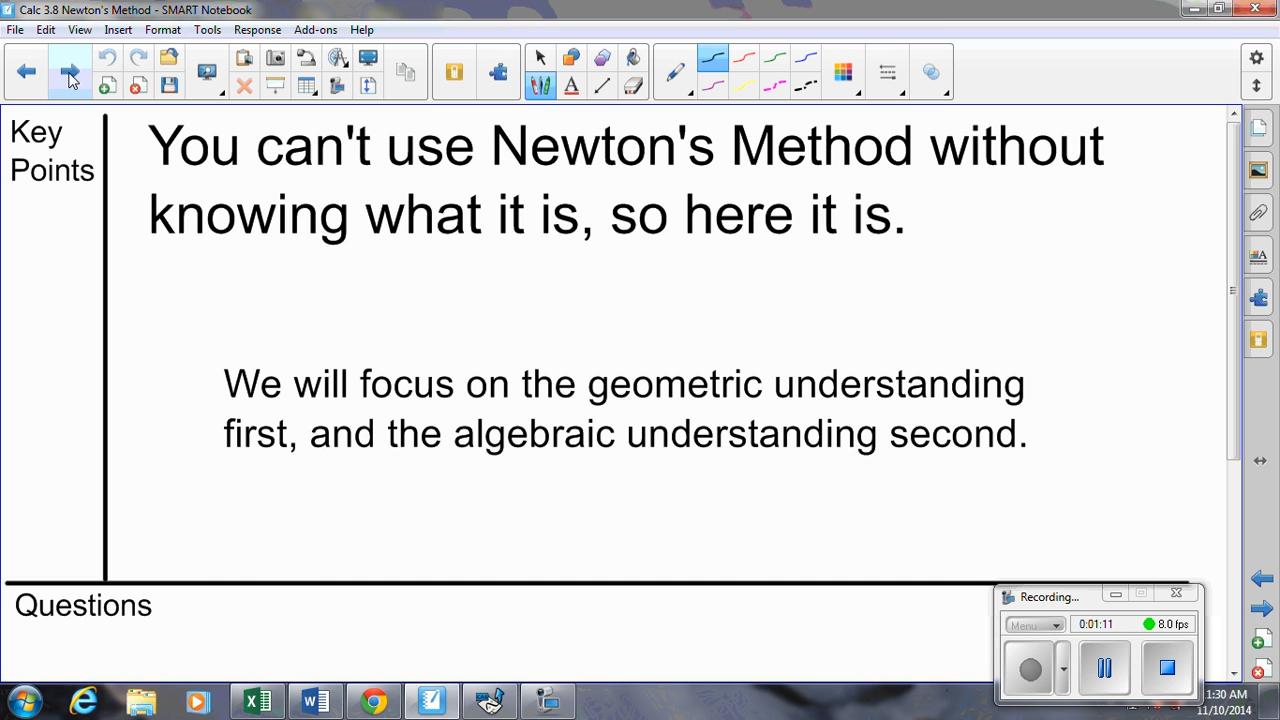 Calc 3.8 Newton's Method - SMART Notebook
File Edit View Insert Format Tools Response Add-ons Help
Key
Points
You can't use Newton's Method without
knowing what it is, so here it is.
We will focus on the geometric understanding
first, and the algebraic understanding second.
Questions
Recording...
Menu
0:01:11
8.0 fps
1:30 AM
11/10/2014